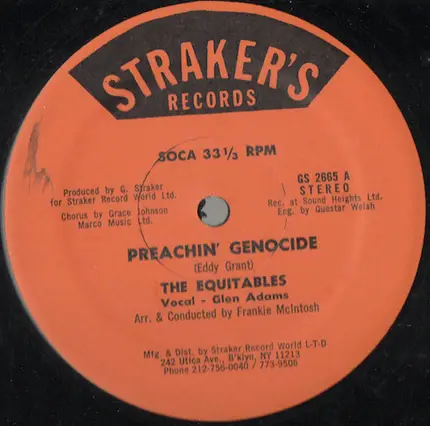 STRAKER'S
RECORDS
SOCA 33 1/3 RPM
Produced by G. Straker
for Straker Record World Ltd.
Chorus by Grace Johnson
Marco Music Ltd.
GS 2665 A
STEREO
Rec. at Sound Heights Ltd.
Eng. by Questar Welsh
PREACHIN' GENOCIDE
(Eddy Grant)
THE EQUITABLES
Vocal - Glen Adams
Arr. & Conducted by Frankie McIntosh
Mfg. & Dist. by Straker Record World L-T-D
242 Utica Ave., B'klyn, NY 11213
Phone 212-756-0040 / 773-9506